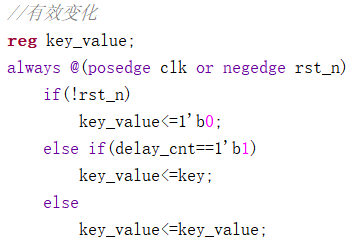 //有效变化
reg key_value;
always @(posedge clk or negedge rst_n)
if(!rst_n)
key_value<=1'b0;
else if(delay_cnt==1'b1)
key_value<=key;
else
key_value<=key_value;